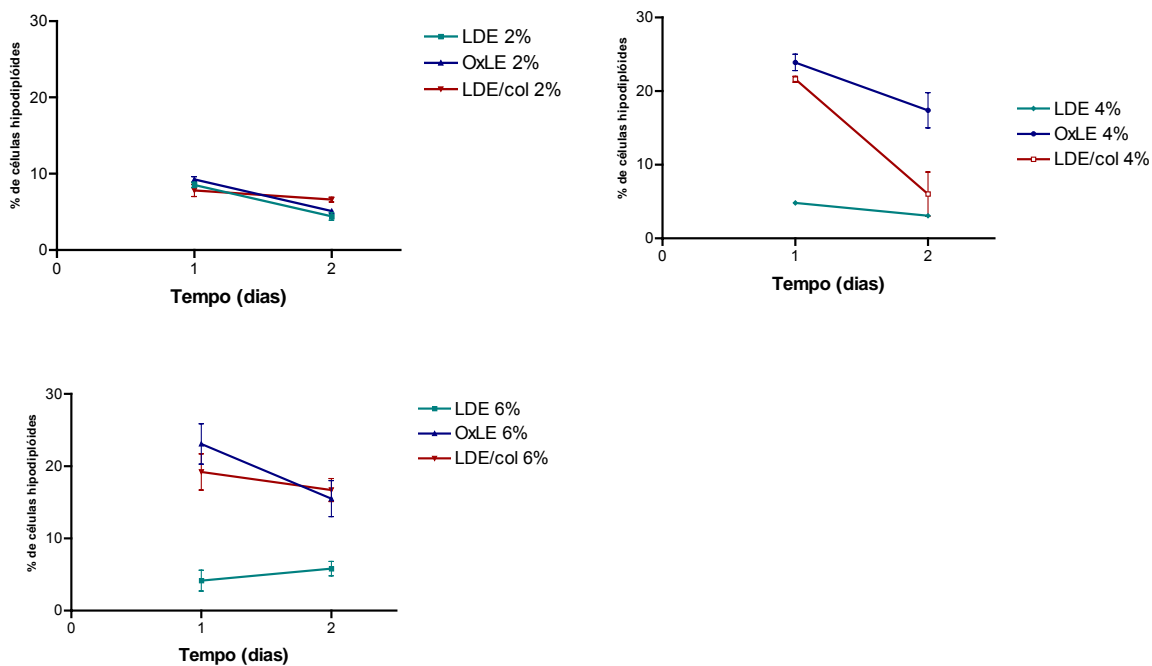 % de células hipodiplóides
30
20
10
0
0
1
2
Tempo (dias)
LDE 2%
OxLE 2%
LDE/col 2%
% de células hipodiplóides
30
20
10
0
0
1
2
Tempo (dias)
LDE 4%
OxLE 4%
LDE/col 4%
% de células hipodiplóides
30
20
10
0
0
1
2
Tempo (dias)
LDE 6%
OxLE 6%
LDE/col 6%